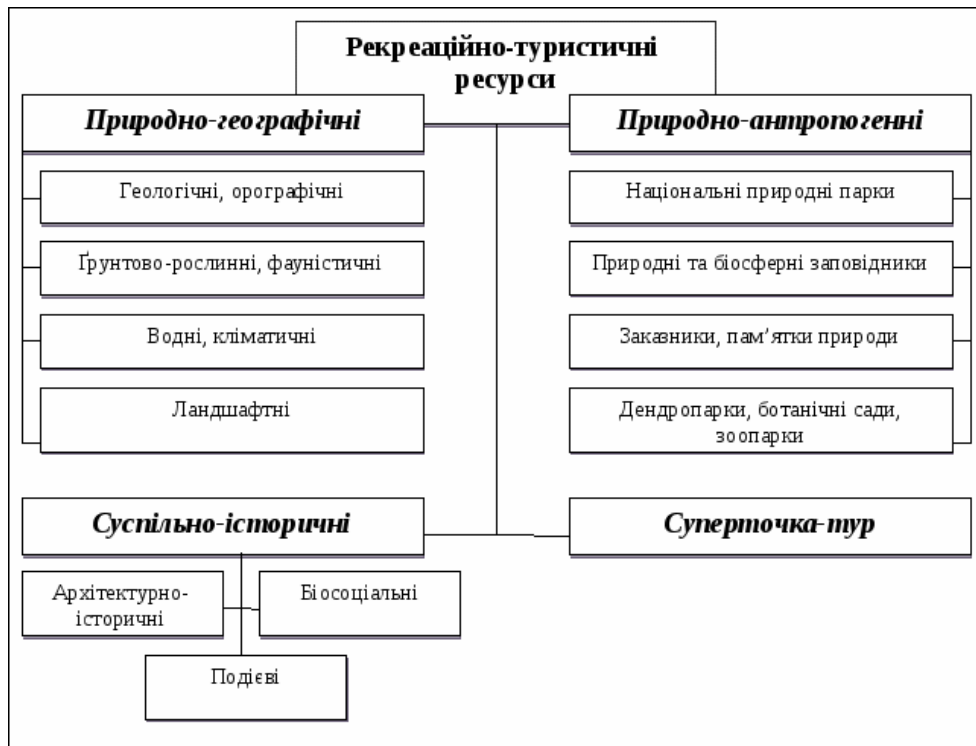 Рекреаційно-туристичні
ресурси
Природно-географічні
Природно-антропогенні
Геологічні, орографічні
Національні природні парки
Ґрунтово-рослинні, фауністичні
Природні та біосферні заповідники
Водні, кліматичні
Заказники, пам’ятки природи
Ландшафтні
Дендропарки, ботанічні сади,
зоопарки
Суспільно-історичні
Суперточка-тур
Архітектурно-
історичні
Біосоціальні
Подієві